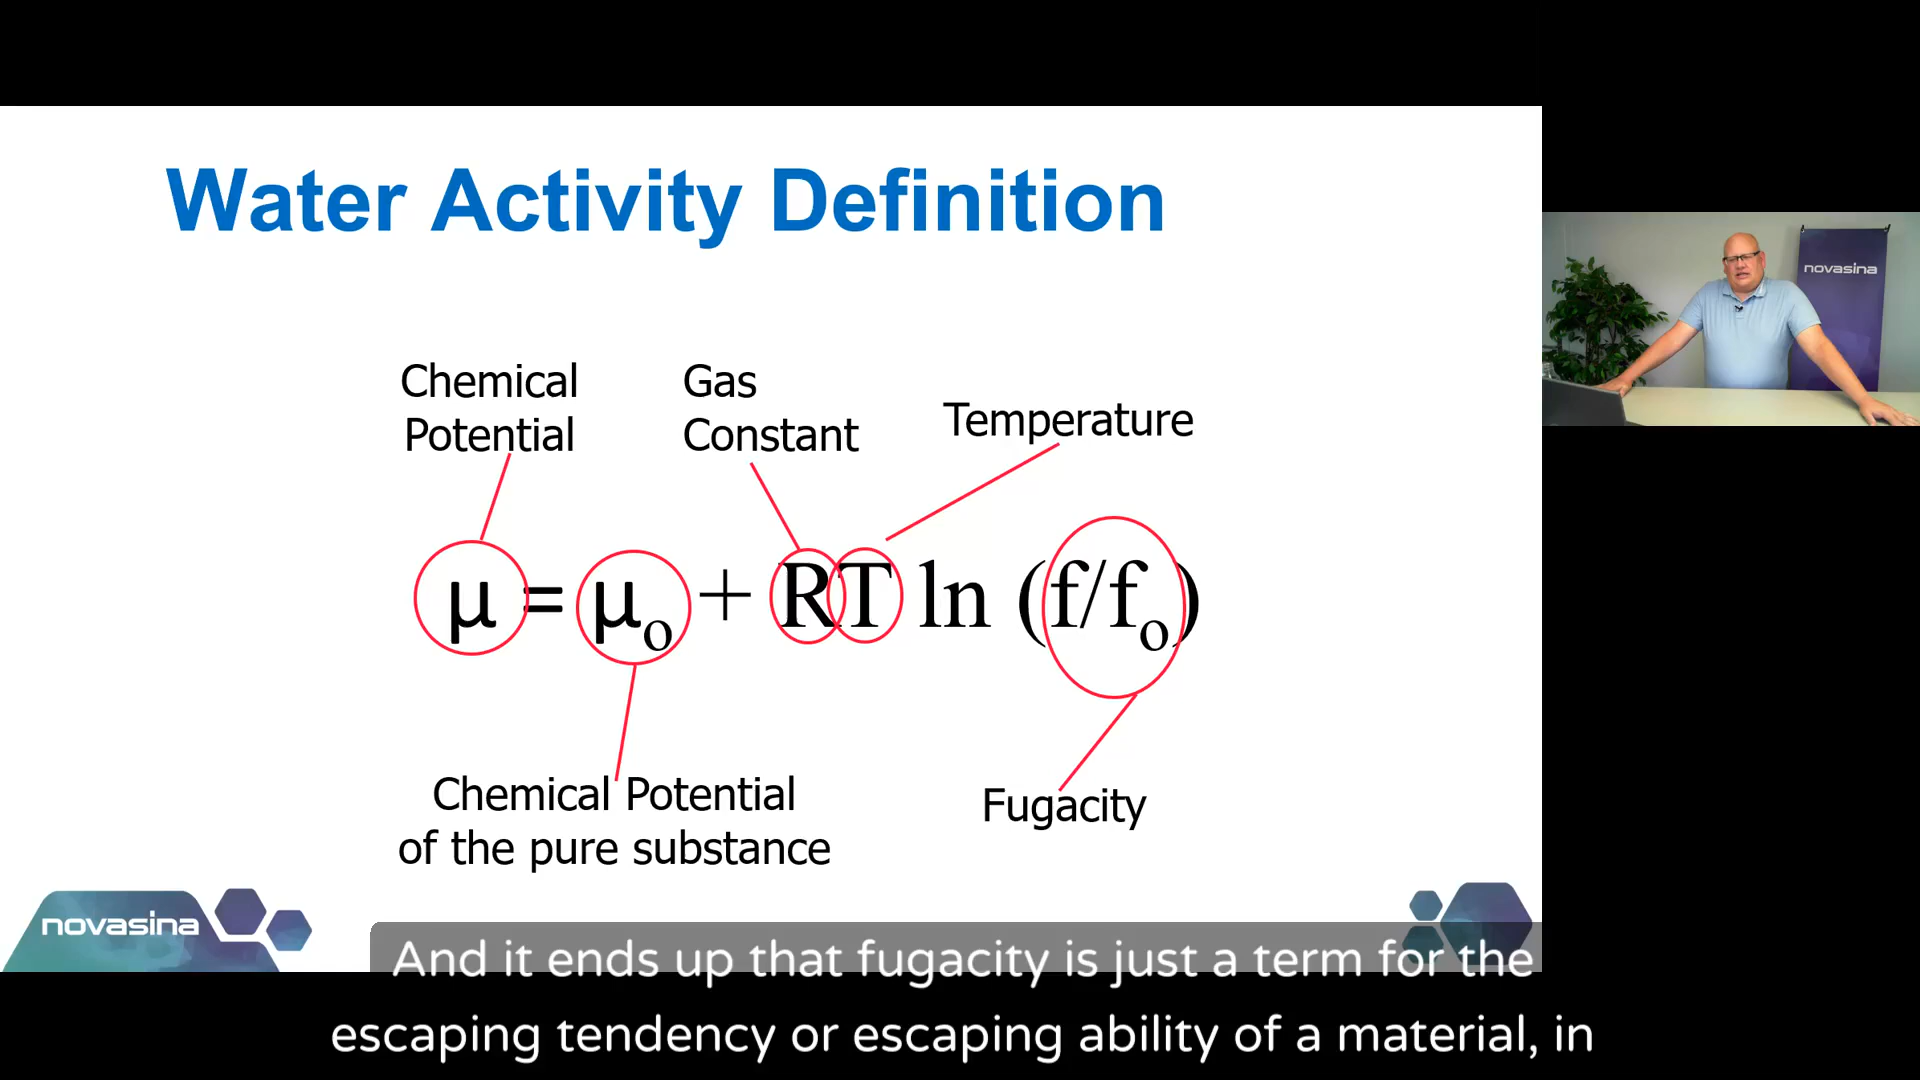 Water Activity Definition
Chemical
Potential
Gas
Constant
Temperature
μ = μo + RT ln (f/fo)
Chemical Potential
of the pure substance
Fugacity
novasina
novasina
And it ends up that fugacity is just a term for the
escaping tendency or escaping ability of a material, in